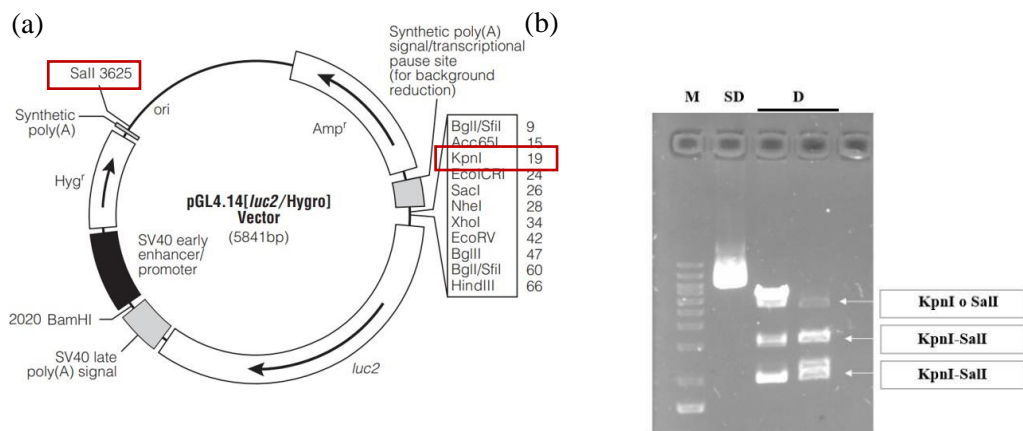 (a)
SalI 3625
Synthetic
poly(A)
Hygr
ori
Ampr
Synthetic poly(A)
signal/transcriptional
pause site
(for background
reduction)
BglI/SfiI 9
Acc65I 15
KpnI 19
EcoICRI 24
SacI 26
NheI 28
XhoI 34
EcoRV 42
BglII 47
BglI/SfiI 60
HindIII 66
pGL4.14[luc2/Hygro]
Vector
(5841bp)
SV40 early
enhancer/
promoter
2020 BamHI
SV40 late
poly(A) signal
luc2
(b)
M SD D
KpnI o SalI
KpnI-SalI
KpnI-SalI